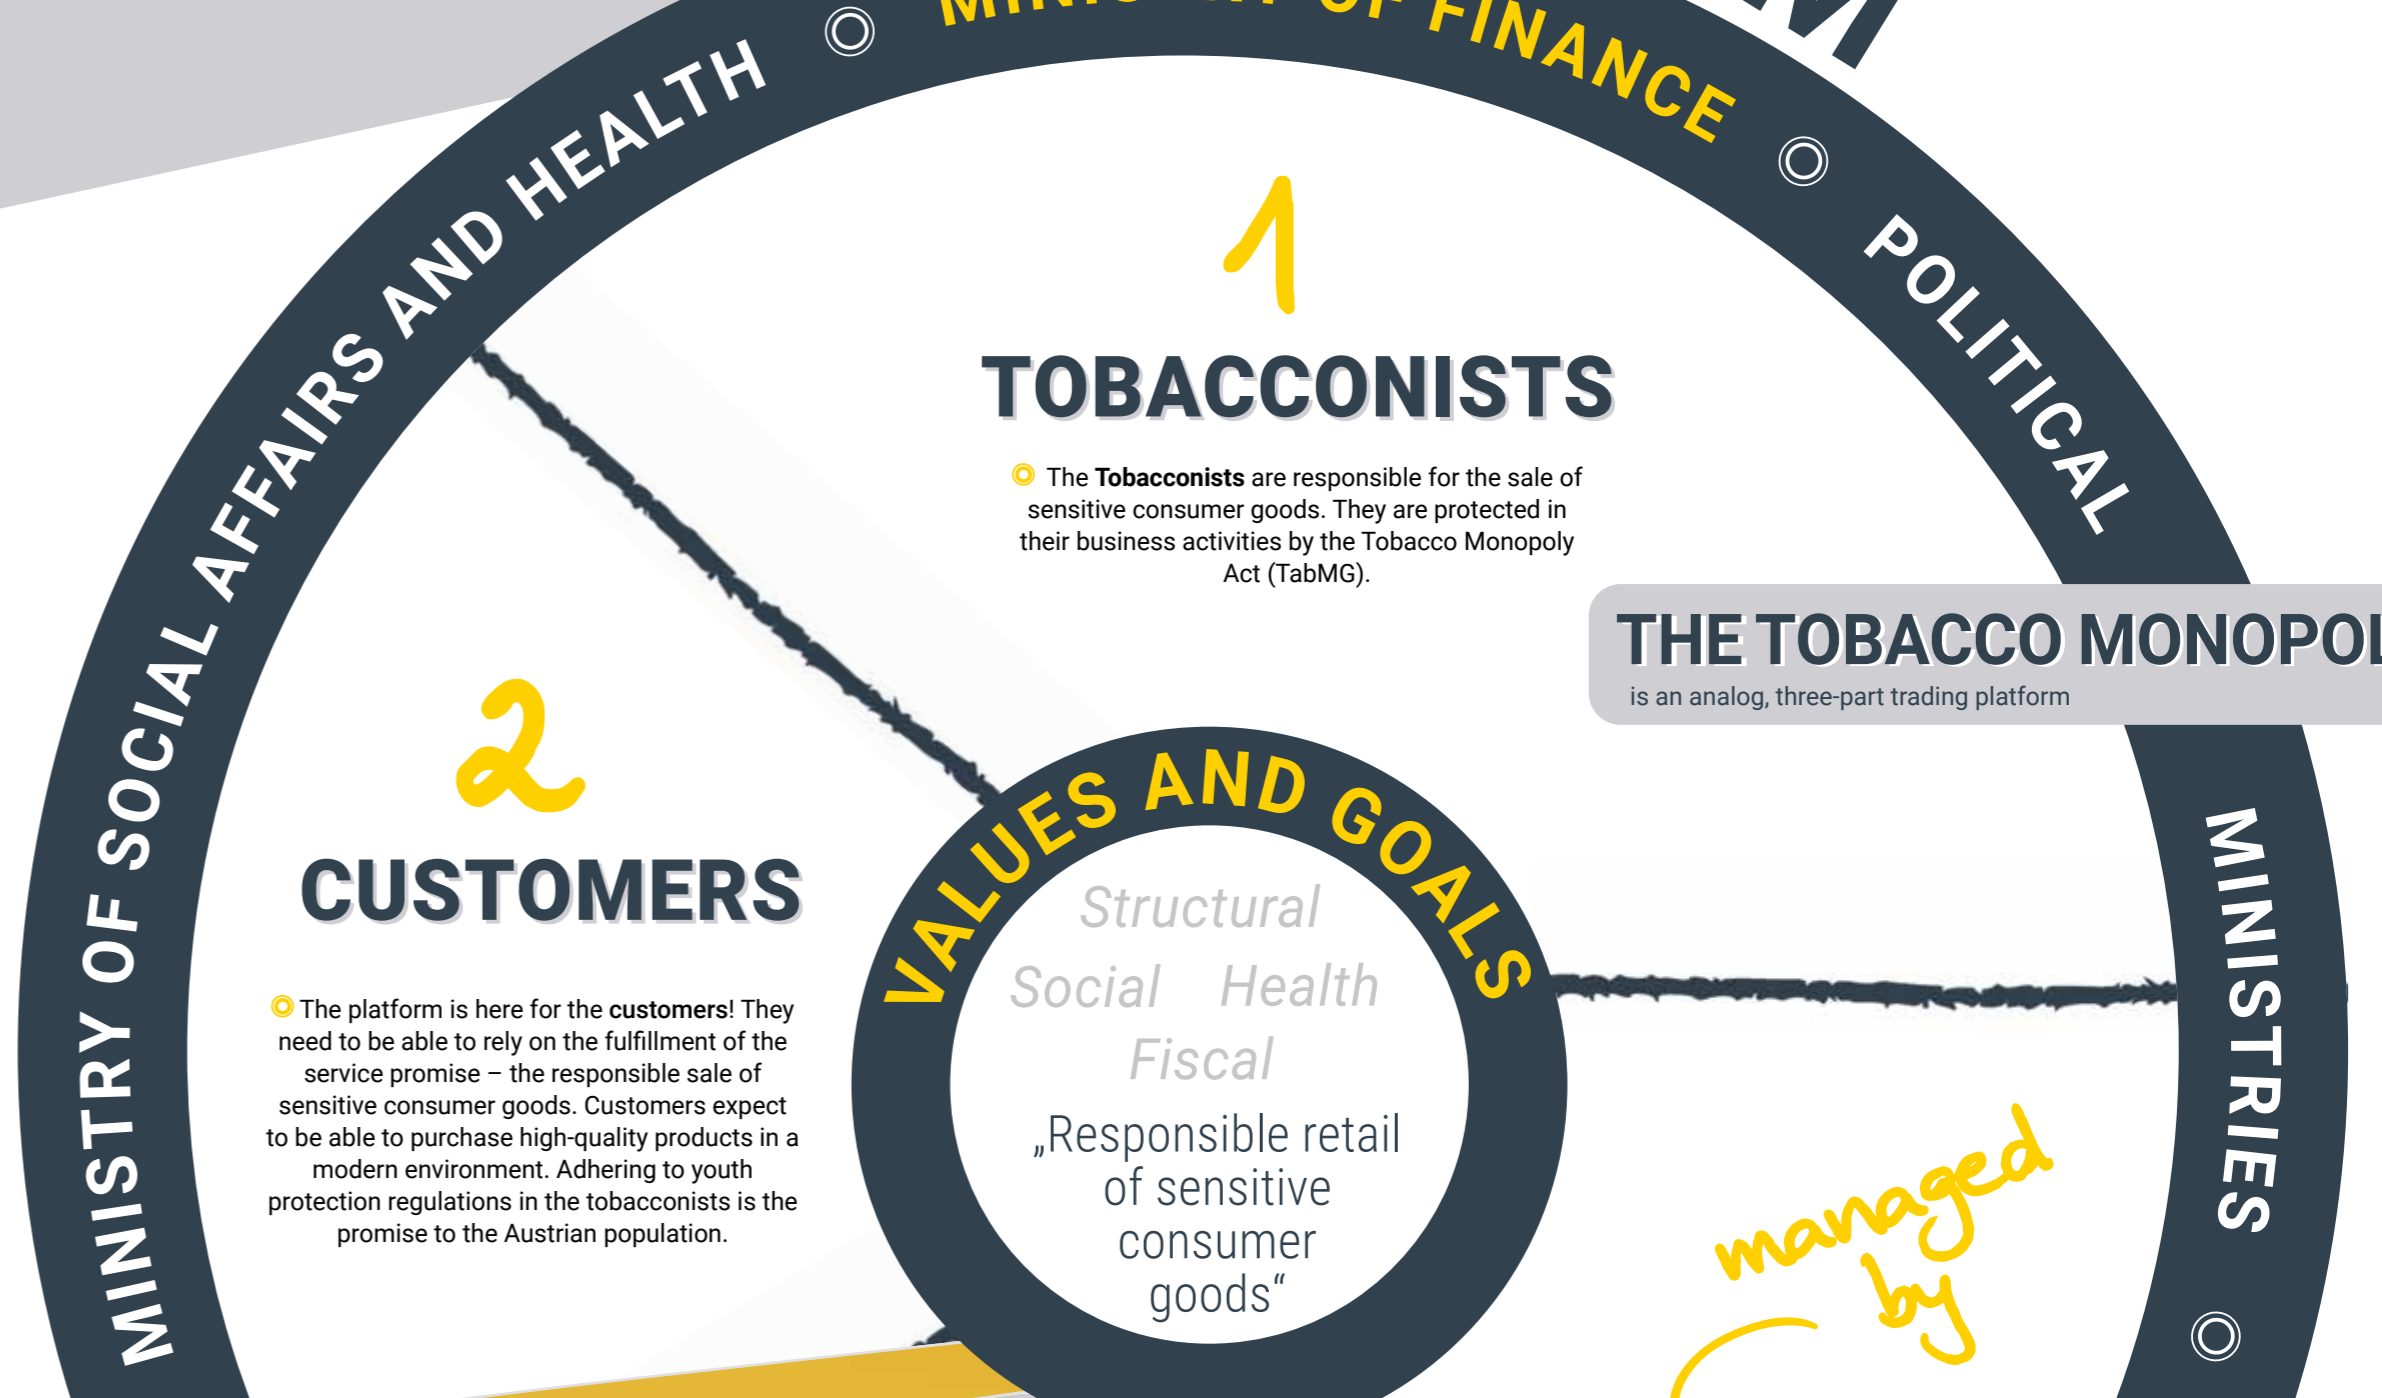 MINISTRY OF FINANCE
MINISTRY OF SOCIAL AFFAIRS AND HEALTH
POLITICAL
MINISTRIES
1
TOBACCONISTS
The Tobacconists are responsible for the sale of
sensitive consumer goods. They are protected in
their business activities by the Tobacco Monopoly
Act (TabMG).
THE TOBACCO MONOPOL
is an analog, three-part trading platform
2
CUSTOMERS
The platform is here for the customers! They
need to be able to rely on the fulfillment of the
service promise – the responsible sale of
sensitive consumer goods. Customers expect
to be able to purchase high-quality products in a
modern environment. Adhering to youth
protection regulations in the tobacconists is the
promise to the Austrian population.
VALUES AND GOALS
Structural
Social Health
Fiscal
„Responsible retail
of sensitive
consumer
goods“
managed
by